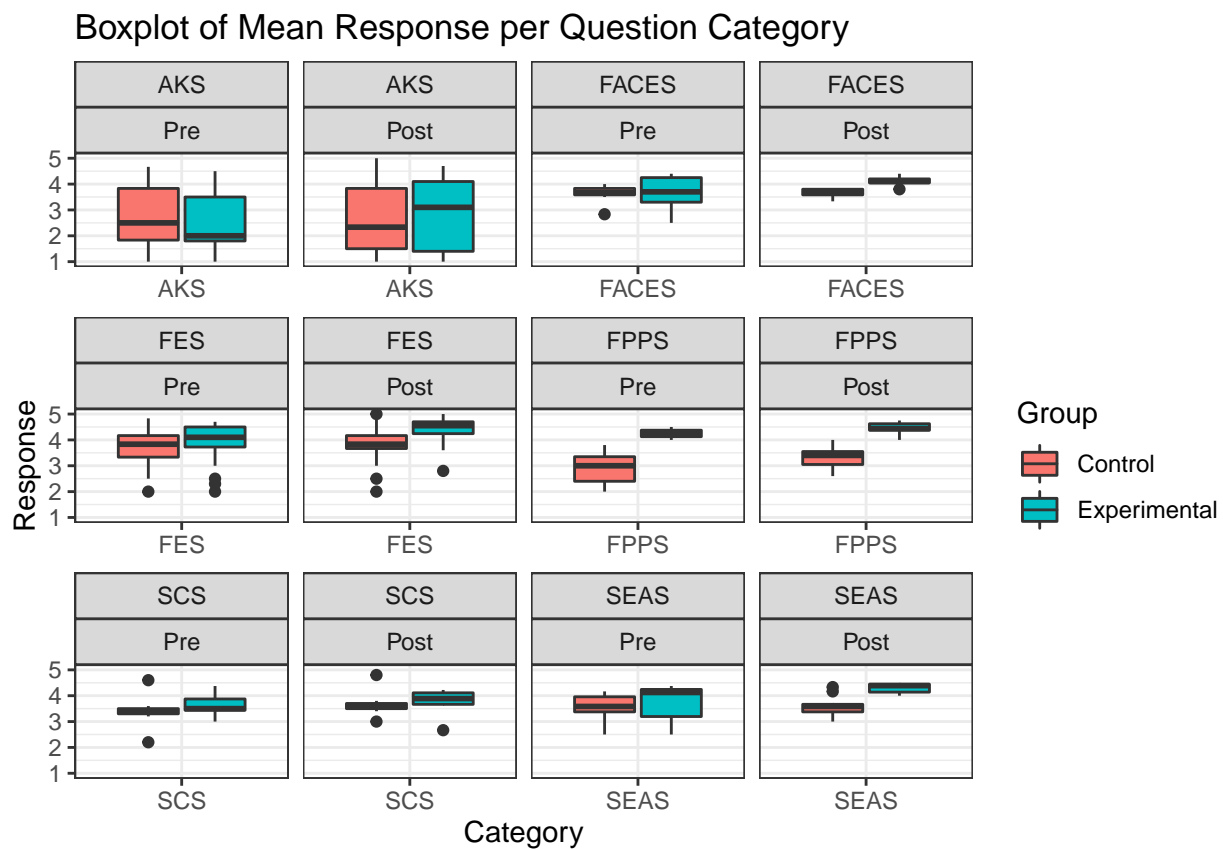 Boxplot of Mean Response per Question Category
AKS AKS FACES FACES
Pre Post Pre Post
5
4
3
2
1
AKS AKS FACES FACES
FES FES FPPS FPPS
Pre Post Pre Post
5
4
3
2
1
FES FES FPPS FPPS
SCS SCS SEAS SEAS
Pre Post Pre Post
5
4
3
2
1
SCS SCS SEAS SEAS
Response
Category
Group
Control
Experimental